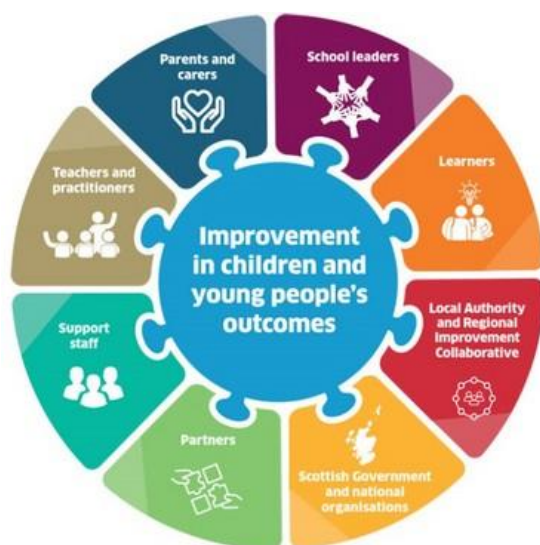 Improvement
in children and
young people's
outcomes
School leaders
Learners
Local Authority
and Regional
Improvement
Collaborative
Scottish Government
and national
organisations
Partners
Support
staff
Teachers and
practitioners
Parents and
carers